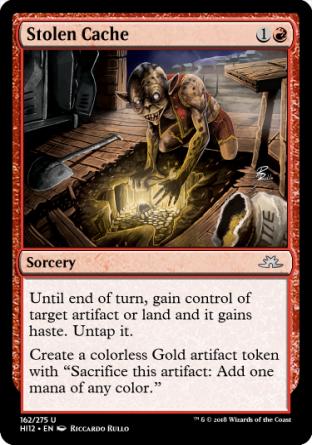 Stolen Cache 1
Sorcery
Until end of turn, gain control of
target artifact or land and it gains
haste. Untap it.
Create a colorless Gold artifact token
with “Sacrifice this artifact: Add one
mana of any color.”
162/275 U
HI12 • EN Riccardo Rullo
™ & © 2018 Wizards of the Coast